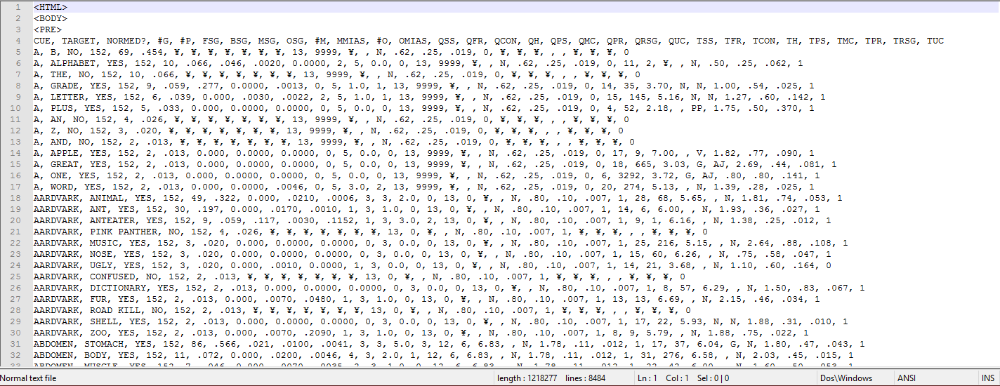 1 <HTML>
2 <BODY>
3 <PRE>
4 CUE, TARGET, NORMED?, #G, #P, FSG, BSG, MSG, OSG, #M, MMIAS, #O, OMIAS, QSS, QFR, QCON, QH, QPS, QMC, QPR, QRSG, QUC, TSS, TFR, TCON, TH, TPS, TMC, TPR, TRSG, TUC
5 A, B, NO, 152, 69, .454, ¥, ¥, ¥, ¥, ¥, ¥, ¥, 13, 9999, ¥, , N, .62, .25, .019, 0, ¥, ¥, ¥, , , ¥, ¥, ¥, 0
6 A, ALPHABET, YES, 152, 10, .066, .046, .0020, 0.0000, 2, 5, 0.0, 0, 13, 9999, ¥, , N, .62, .25, .019, 0, 11, 2, ¥, , N, .50, .25, .062, 1
7 A, THE, NO, 152, 10, .066, ¥, ¥, ¥, ¥, ¥, ¥, ¥, 13, 9999, ¥, , N, .62, .25, .019, 0, ¥, ¥, ¥, , , ¥, ¥, ¥, 0
8 A, GRADE, YES, 152, 9, .059, .277, 0.0000, .0013, 0, 5, 1.0, 1, 13, 9999, ¥, , N, .62, .25, .019, 0, 14, 35, 3.70, N, N, 1.00, .54, .025, 1
9 A, LETTER, YES, 152, 6, .039, 0.000, .0030, .0022, 2, 5, 1.0, 1, 13, 9999, ¥, , N, .62, .25, .019, 0, 15, 145, 5.16, N, N, 1.27, .60, .142, 1
10 A, PLUS, YES, 152, 5, .033, 0.000, 0.0000, 0.0000, 0, 5, 0.0, 0, 13, 9999, ¥, , N, .62, .25, .019, 0, 4, 52, 2.18, , PP, 1.75, .50, .370, 1
11 A, AN, NO, 152, 4, .026, ¥, ¥, ¥, ¥, ¥, ¥, ¥, 13, 9999, ¥, , N, .62, .25, .019, 0, ¥, ¥, ¥, , , ¥, ¥, ¥, 0
12 A, Z, NO, 152, 3, .020, ¥, ¥, ¥, ¥, ¥, ¥, ¥, 13, 9999, ¥, , N, .62, .25, .019, 0, ¥, ¥, ¥, , , ¥, ¥, ¥, 0
13 A, AND, NO, 152, 2, .013, ¥, ¥, ¥, ¥, ¥, ¥, ¥, 13, 9999, ¥, , N, .62, .25, .019, 0, ¥, ¥, ¥, , , ¥, ¥, ¥, 0
14 A, APPLE, YES, 152, 2, .013, 0.000, 0.0000, 0.0000, 0, 5, 0.0, 0, 13, 9999, ¥, , N, .62, .25, .019, 0, 17, 9, 7.00, , V, 1.82, .77, .090, 1
15 A, GREAT, YES, 152, 2, .013, 0.000, 0.0000, 0.0000, 0, 5, 0.0, 0, 13, 9999, ¥, , N, .62, .25, .019, 0, 18, 665, 3.03, G, AJ, 2.69, .44, .081, 1
16 A, ONE, YES, 152, 2, .013, 0.000, 0.0000, 0.0000, 0, 5, 0.0, 0, 13, 9999, ¥, , N, .62, .25, .019, 0, 6, 3292, 3.72, G, AJ, .80, .80, .141, 1
17 A, WORD, YES, 152, 2, .013, 0.000, 0.0000, .0046, 0, 5, 3.0, 2, 13, 9999, ¥, , N, .62, .25, .019, 0, 20, 274, 5.13, , N, 1.39, .28, .025, 1
18 AARDVARK, ANIMAL, YES, 152, 49, .322, 0.000, .0210, .0006, 3, 3, 2.0, 0, 13, 0, ¥, , N, .80, .10, .007, 1, 28, 68, 5.65, , N, 1.81, .74, .053, 1
19 AARDVARK, ANT, YES, 152, 30, .197, 0.000, .0170, .0010, 1, 3, 1.0, 0, 13, 0, ¥, , N, .80, .10, .007, 1, 14, 6, 6.00, , N, 1.93, .36, .027, 1
20 AARDVARK, ANTEATER, YES, 152, 9, .059, .117, .0030, .1152, 1, 3, 3.0, 2, 13, 0, ¥, , N, .80, .10, .007, 1, 9, 1, 6.16, , N, 1.38, .25, .012, 1
21 AARDVARK, PINK PANTHER, NO, 152, 4, .026, ¥, ¥, ¥, ¥, ¥, ¥, ¥, 13, 0, ¥, , N, .80, .10, .007, 1, ¥, ¥, ¥, , , ¥, ¥, ¥, 0
22 AARDVARK, MUSIC, YES, 152, 3, .020, 0.000, 0.0000, 0.0000, 0, 3, 0.0, 0, 13, 0, ¥, , N, .80, .10, .007, 1, 25, 216, 5.15, , N, 2.64, .88, .108, 1
23 AARDVARK, NOSE, YES, 152, 3, .020, 0.000, 0.0000, 0.0000, 0, 3, 0.0, 0, 13, 0, ¥, , N, .80, .10, .007, 1, 15, 60, 6.26, , N, .75, .58, .047, 1
24 AARDVARK, UGLY, YES, 152, 3, .020, 0.000, .0010, 0.0000, 1, 3, 0.0, 0, 13, 0, ¥, , N, .80, .10, .007, 1, 14, 21, 3.68, , N, 1.10, .60, .164, 0
25 AARDVARK, CONFUSED, NO, 152, 2, .013, ¥, ¥, ¥, ¥, ¥, ¥, ¥, 13, 0, ¥, , N, .80, .10, .007, 1, ¥, ¥, ¥, , , ¥, ¥, ¥, 0
26 AARDVARK, DICTIONARY, YES, 152, 2, .013, 0.000, 0.0000, 0.0000, 0, 3, 0.0, 0, 13, 0, ¥, , N, .80, .10, .007, 1, 8, 57, 6.29, , N, 1.50, .83, .067, 1
27 AARDVARK, FUR, YES, 152, 2, .013, 0.000, .0070, .0480, 1, 3, 1.0, 0, 13, 0, ¥, , N, .80, .10, .007, 1, 13, 13, 6.69, , N, 2.15, .46, .034, 1
28 AARDVARK, ROAD KILL, NO, 152, 2, .013, ¥, ¥, ¥, ¥, ¥, ¥, ¥, 13, 0, ¥, , N, .80, .10, .007, 1, ¥, ¥, ¥, , , ¥, ¥, ¥, 0
29 AARDVARK, SHELL, YES, 152, 2, .013, 0.000, 0.0000, 0.0000, 0, 3, 0.0, 0, 13, 0, ¥, , N, .80, .10, .007, 1, 17, 22, 5.93, N, N, 1.88, .31, .010, 1
30 AARDVARK, ZOO, YES, 152, 2, .013, 0.000, .0070, .2090, 1, 3, 1.0, 0, 13, 0, ¥, , N, .80, .10, .007, 1, 8, 9, 5.79, , N, 1.88, .75, .022, 1
31 ABDOMEN, STOMACH, YES, 152, 86, .566, .021, .0100, .0041, 3, 3, 5.0, 3, 12, 6, 6.83, , N, 1.78, .11, .012, 1, 17, 37, 6.04, G, N, 1.80, .47, .043, 1
32 ABDOMEN, BODY, YES, 152, 11, .072, 0.000, .0200, .0046, 4, 3, 2.0, 1, 12, 6, 6.83, , N, 1.78, .11, .012, 1, 31, 276, 6.58, , N, 2.03, .45, .015, 1
Normal text file length : 1218277 lines : 8484 Ln : 1 Col : 1 Sel : 0 | 0 Dos\Windows ANSI INS